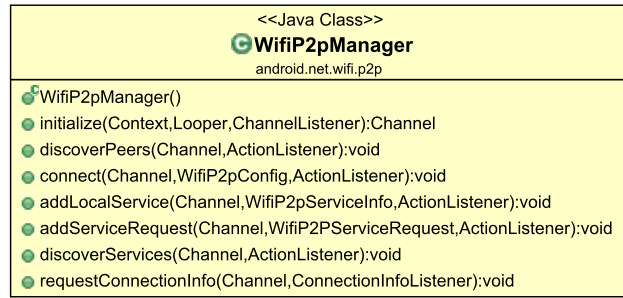 <<Java Class>>
WifiP2pManager
android.net.wifi.p2p
WifiP2pManager()
initialize(Context,Looper,ChannelListener):Channel
discoverPeers(Channel,ActionListener):void
connect(Channel,WifiP2pConfig,ActionListener):void
addLocalService(Channel,WifiP2pServiceInfo,ActionListener):void
addServiceRequest(Channel,WifiP2PServiceRequest,ActionListener):void
discoverServices(Channel,ActionListener):void
requestConnectionInfo(Channel,ConnectionInfoListener):void